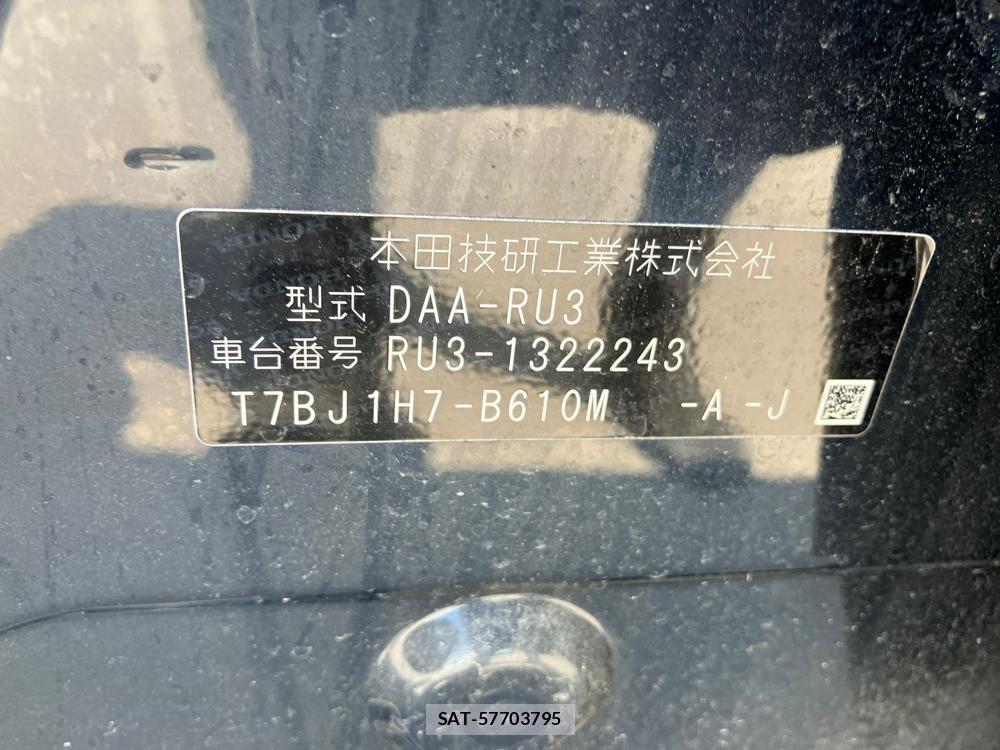 本田技研工業株式会社
型式 DAA-RU3
車台番号 RU3-1322243
T7BJ1H7-B610M -A -J
SAT-57703795